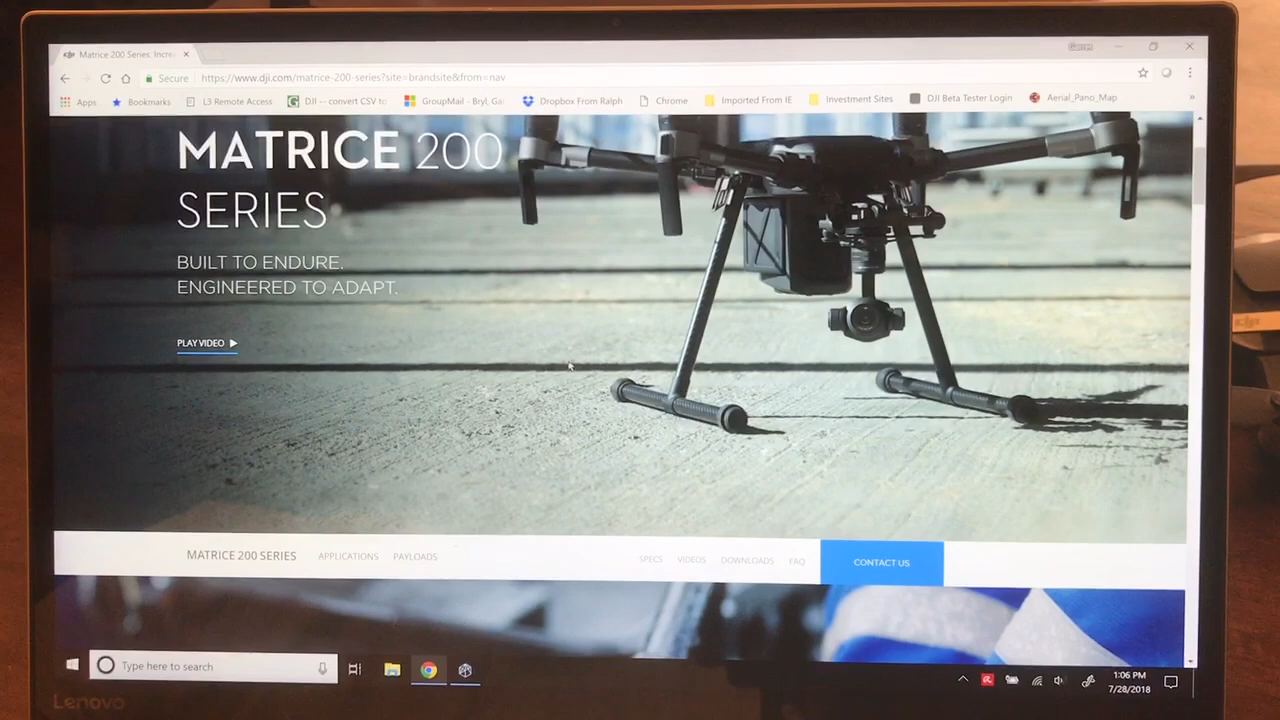 Matrice 200 Series: Incre
Secure
https://www.dji.com/matrice-200-series?site=brandsite&from=nav
Apps
Bookmarks
L3 Remote Access
DJI -- convert CSV to
GroupMail - Bryl, Ga
Dropbox From Ralph
Chrome
Imported From IE
Investment Sites
DJI Beta Tester Login
Aerial_Pano_Map
»
MATRICE 200
SERIES
BUILT TO ENDURE.
ENGINEERED TO ADAPT.
PLAY VIDEO
MATRICE 200 SERIES
APPLICATIONS
PAYLOADS
SPECS
VIDEOS
DOWNLOADS
FAQ
CONTACT US
Type here to search
1:06 PM
7/28/2018
Lenovo
dji